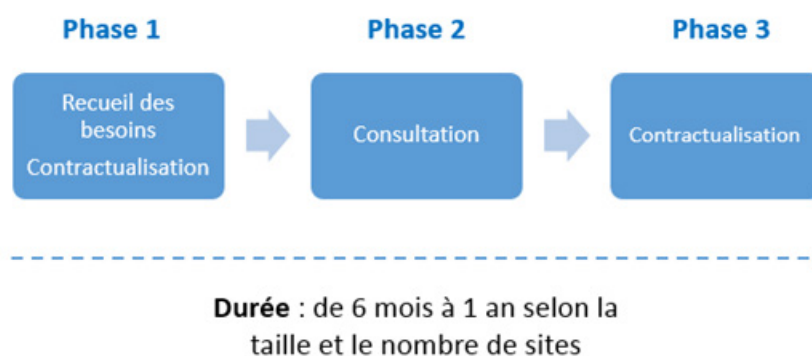 Phase 1
Phase 2
Phase 3
Recueil des
besoins
Contractualisation
Consultation
Contractualisation
Durée : de 6 mois à 1 an selon la
taille et le nombre de sites